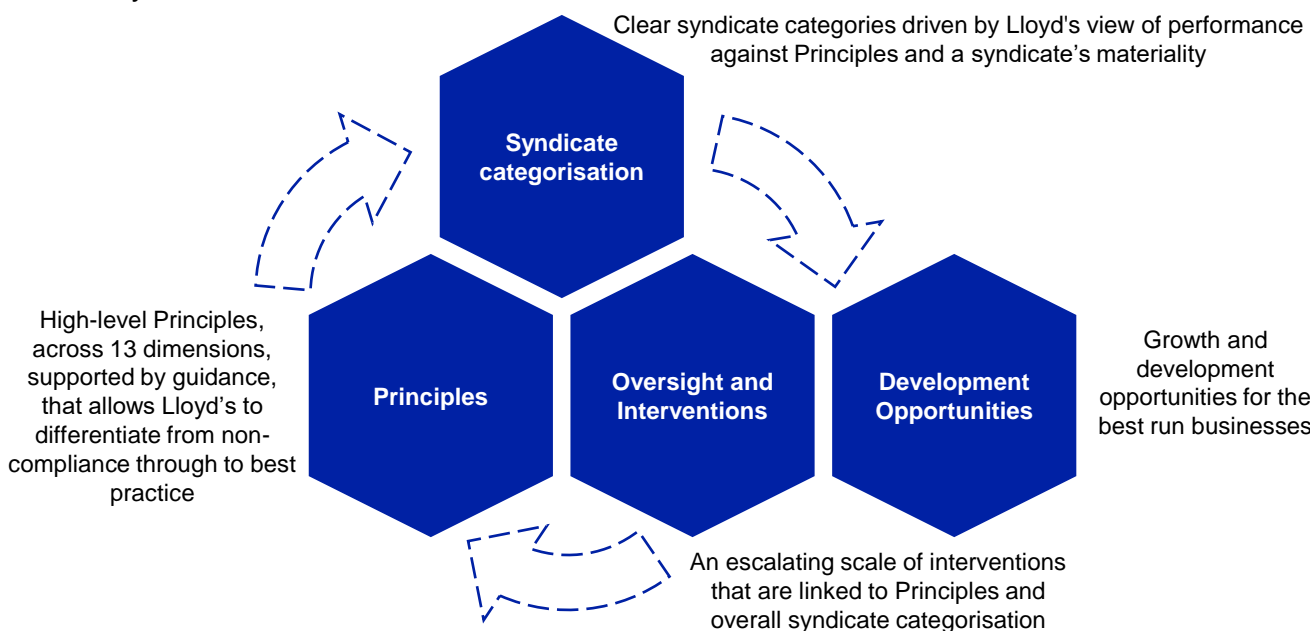 Clear syndicate categories driven by Lloyd's view of performance
against Principles and a syndicate’s materiality
Syndicate
categorisation
High-level Principles,
across 13 dimensions,
supported by guidance,
that allows Lloyd’s to
differentiate from non-
compliance through to best
practice
Principles
Oversight and
Interventions
Development
Opportunities
Growth and
development
opportunities for the
best run businesses
An escalating scale of interventions
that are linked to Principles and
overall syndicate categorisation